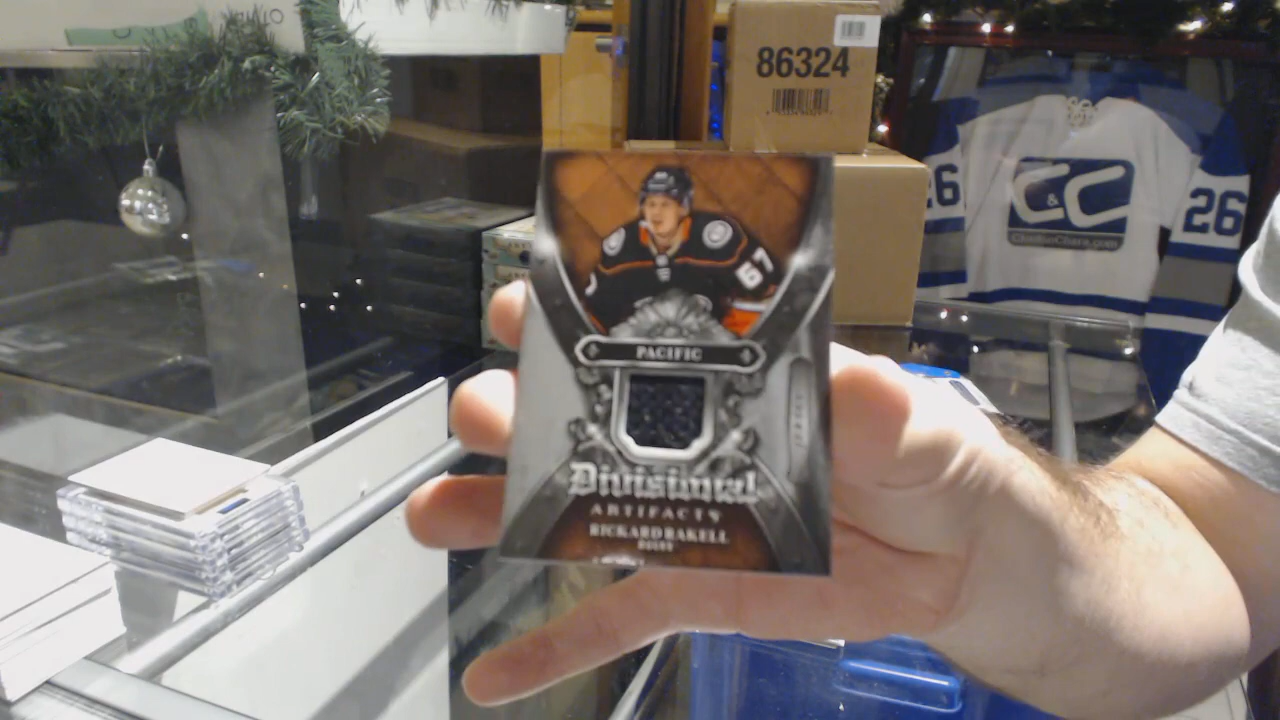 86324
26
C&C
26
67
PACIFIC
Divisional
ARTIFACTS
RICKARD RAKELL